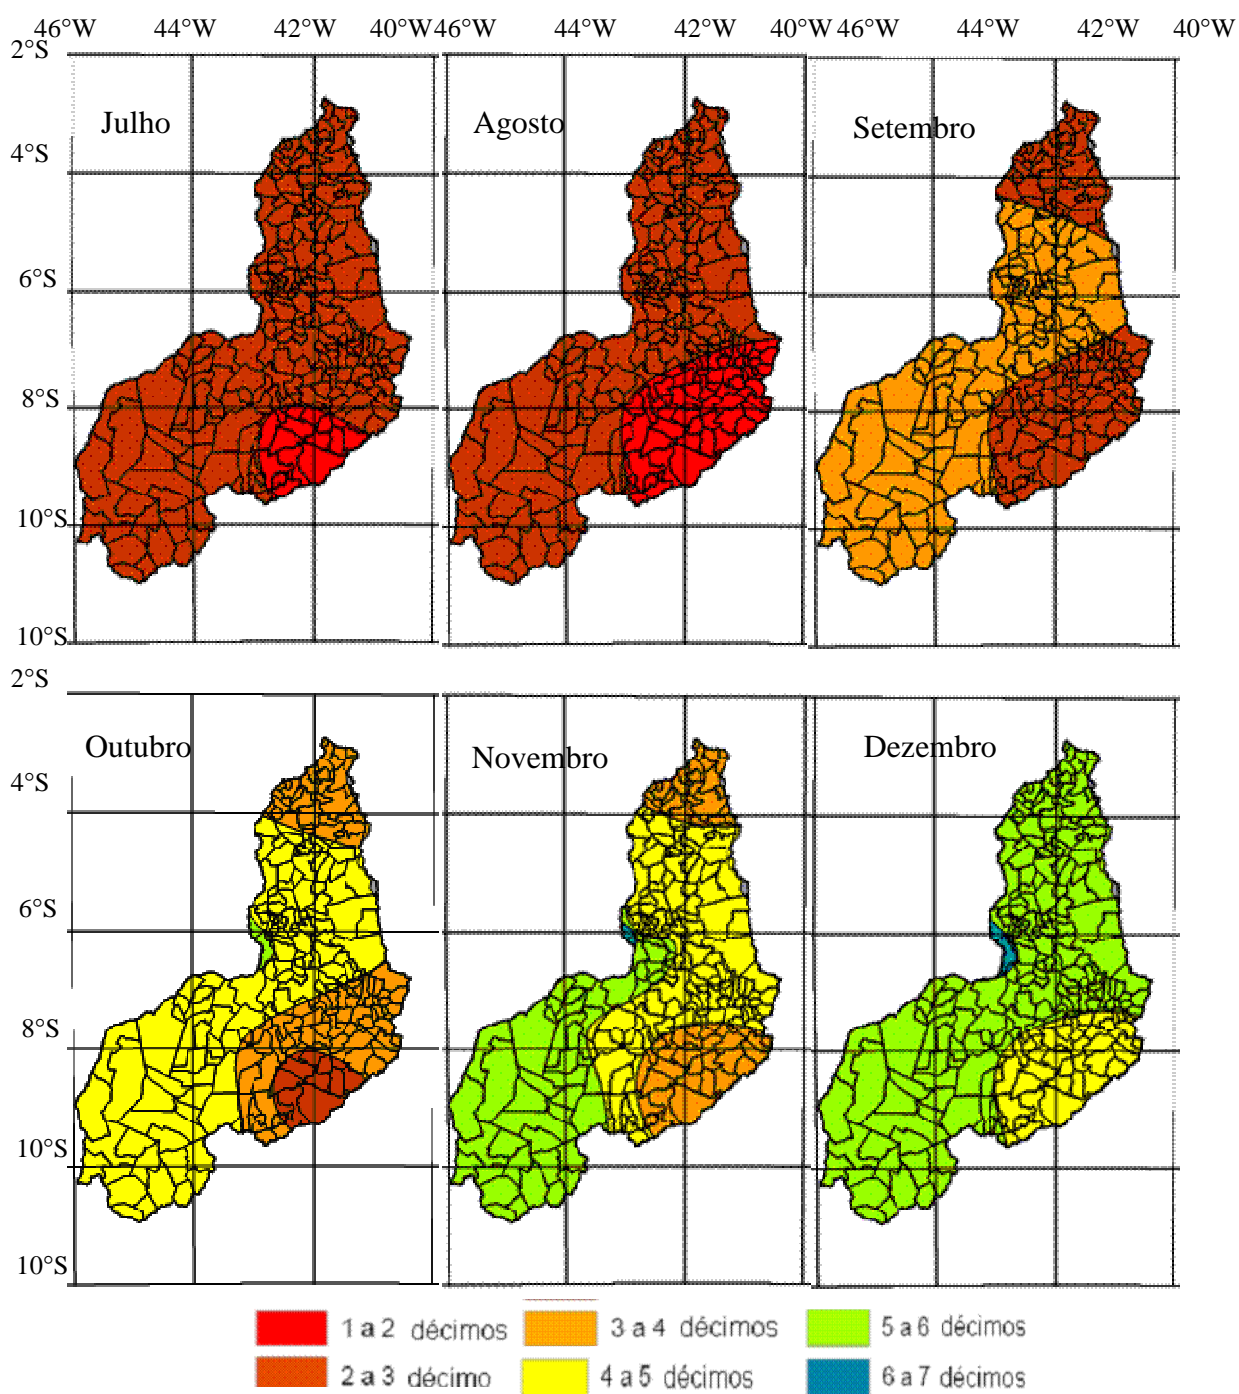 46°W 44°W 42°W 40°W 46°W 44°W 42°W 40°W 46°W 44°W 42°W 40°W
2°S
Julho Agosto Setembro
4°S
6°S
8°S
10°S
10°S
2°S
Outubro Novembro Dezembro
4°S
6°S
8°S
10°S
10°S
1 a 2 décimos 3 a 4 décimos 5 a 6 décimos
2 a 3 décimo 4 a 5 décimos 6 a 7 décimos